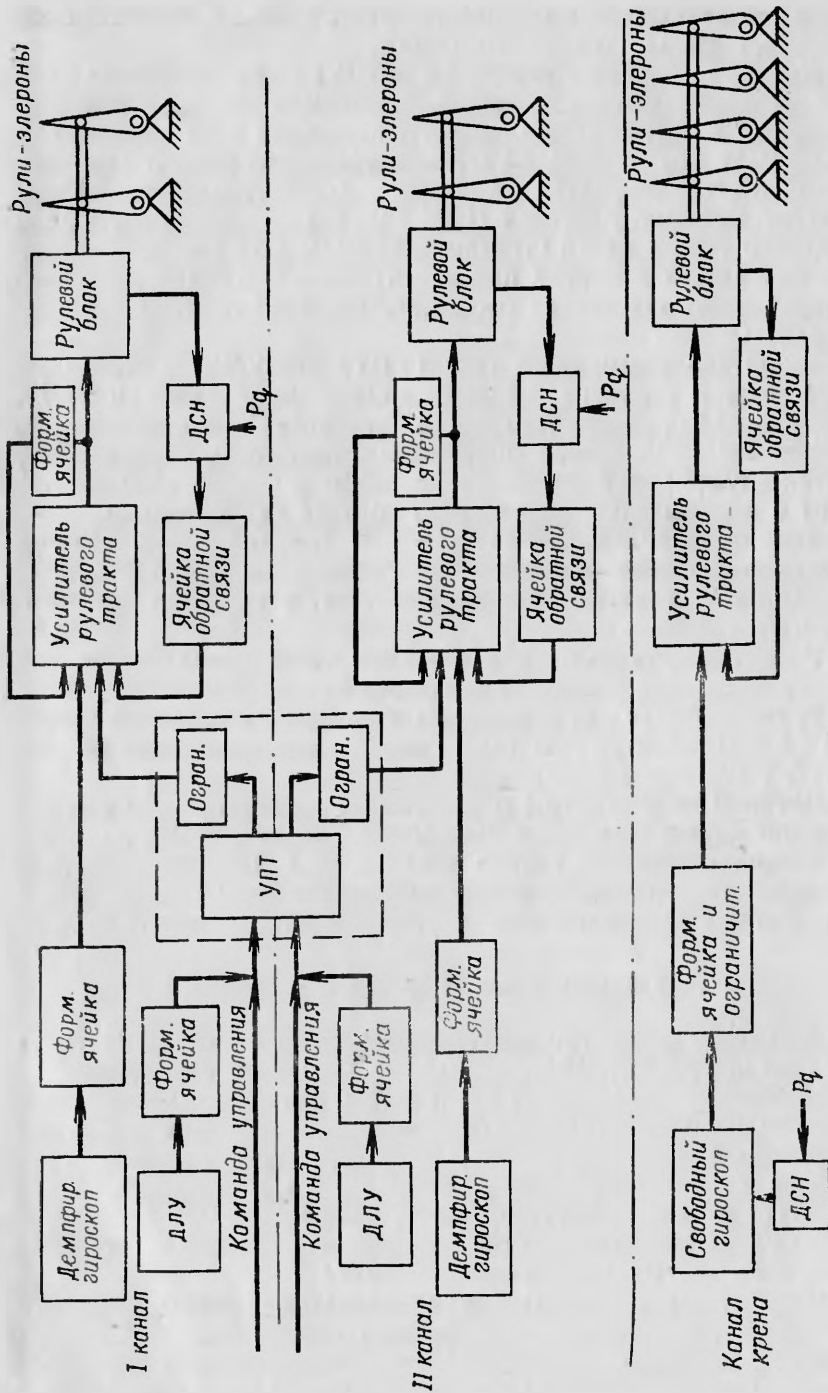 I канал
Демпфир.
гироскоп
Форм.
ячейка
ДЛУ
Форм.
ячейка
Команда управления
УПТ
Огран.
Огран.
Усилитель
рулевого
тракта
Форм.
ячейка
Рулевой
блок
Рули-элероны
ДСН
Pq
Ячейка
обратной
связи
Команда управления
ДЛУ
Форм.
ячейка
II канал
Демпфир.
гироскоп
Форм.
ячейка
Усилитель
рулевого
тракта
Форм.
ячейка
Рулевой
блок
Рули-элероны
ДСН
Pq
Ячейка
обратной
связи
Канал
крена
Свободный
гироскоп
ДСН
Pq
Форм.
ячейка и
ограничит.
Усилитель
рулевого
тракта
Рулевой
блок
Рули-элероны
Ячейка
обратной
связи